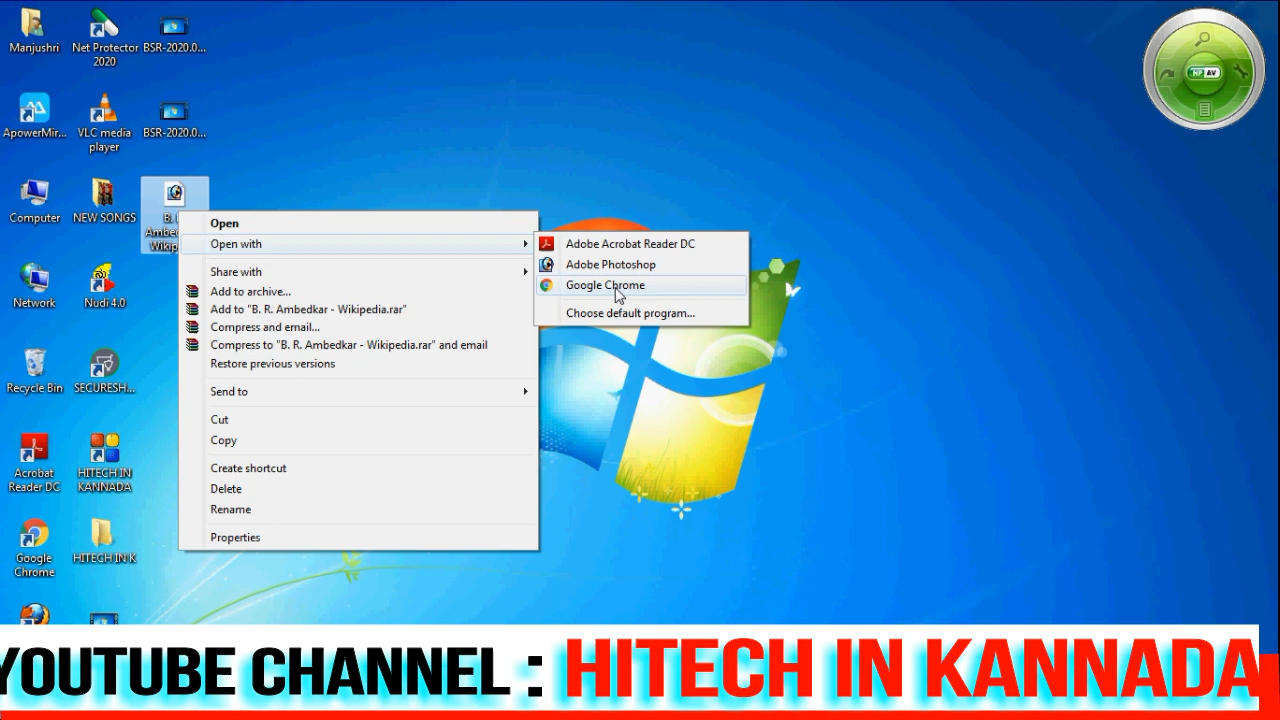 Manjushri
Net Protector
2020
BSR-2020.0...
ApowerMir...
VLC media
player
BSR-2020.0...
Computer
NEW SONGS
Network
Nudi 4.0
Recycle Bin
SECURESH...
Acrobat
Reader DC
HITECH IN
KANNADA
Google
Chrome
HITECH IN K
Open
Open with
Share with
Add to archive...
Add to "B. R. Ambedkar - Wikipedia.rar"
Compress and email...
Compress to "B. R. Ambedkar - Wikipedia.rar" and email
Restore previous versions
Send to
Cut
Copy
Create shortcut
Delete
Rename
Properties
Adobe Acrobat Reader DC
Adobe Photoshop
Google Chrome
Choose default program...
YOUTUBE CHANNEL : HITECH IN KANNADA